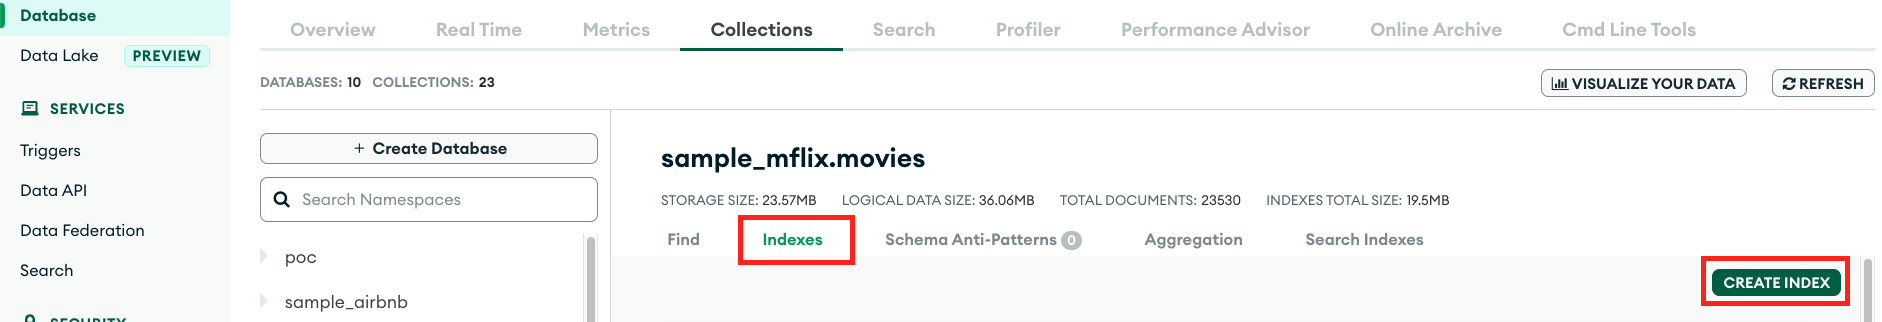 Database
Data Lake PREVIEW
SERVICES
Triggers
Data API
Data Federation
Search
SECURITY
Overview Real Time Metrics Collections Search Profiler Performance Advisor Online Archive Cmd Line Tools
DATABASES: 10 COLLECTIONS: 23
VISUALIZE YOUR DATA REFRESH
+ Create Database
Search Namespaces
poc
sample_airbnb
sample_mflix.movies
STORAGE SIZE: 23.57MB LOGICAL DATA SIZE: 36.06MB TOTAL DOCUMENTS: 23530 INDEXES TOTAL SIZE: 19.5MB
Find Indexes Schema Anti-Patterns 0 Aggregation Search Indexes
CREATE INDEX